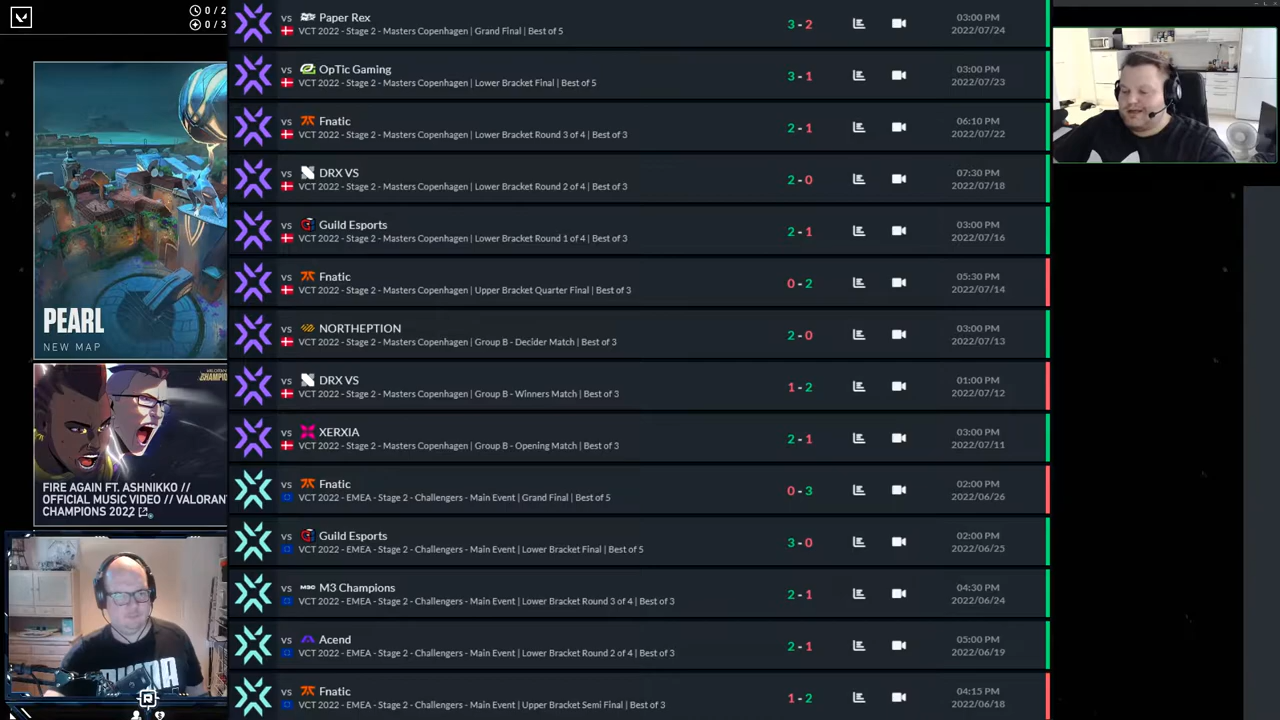 0 / 2
0 / 3
PEARL
NEW MAP
CHAMPIONS
FIRE AGAIN FT. ASHNIKKO //
OFFICIAL MUSIC VIDEO // VALORAN
CHAMPIONS 2022
vs Paper Rex
VCT 2022 - Stage 2 - Masters Copenhagen | Grand Final | Best of 5
3 - 2
03:00 PM
2022/07/24
vs OpTic Gaming
VCT 2022 - Stage 2 - Masters Copenhagen | Lower Bracket Final | Best of 5
3 - 1
03:00 PM
2022/07/23
vs Fnatic
VCT 2022 - Stage 2 - Masters Copenhagen | Lower Bracket Round 3 of 4 | Best of 3
2 - 1
06:10 PM
2022/07/22
vs DRX VS
VCT 2022 - Stage 2 - Masters Copenhagen | Lower Bracket Round 2 of 4 | Best of 3
2 - 0
07:30 PM
2022/07/18
vs Guild Esports
VCT 2022 - Stage 2 - Masters Copenhagen | Lower Bracket Round 1 of 4 | Best of 3
2 - 1
03:00 PM
2022/07/16
vs Fnatic
VCT 2022 - Stage 2 - Masters Copenhagen | Upper Bracket Quarter Final | Best of 3
0 - 2
05:30 PM
2022/07/14
vs NORTHEPTION
VCT 2022 - Stage 2 - Masters Copenhagen | Group B - Decider Match | Best of 3
2 - 0
03:00 PM
2022/07/13
vs DRX VS
VCT 2022 - Stage 2 - Masters Copenhagen | Group B - Winners Match | Best of 3
1 - 2
01:00 PM
2022/07/12
vs XERXIA
VCT 2022 - Stage 2 - Masters Copenhagen | Group B - Opening Match | Best of 3
2 - 1
03:00 PM
2022/07/11
vs Fnatic
VCT 2022 - EMEA - Stage 2 - Challengers - Main Event | Grand Final | Best of 5
0 - 3
02:00 PM
2022/06/26
vs Guild Esports
VCT 2022 - EMEA - Stage 2 - Challengers - Main Event | Lower Bracket Final | Best of 5
3 - 0
02:00 PM
2022/06/25
vs M3C M3 Champions
VCT 2022 - EMEA - Stage 2 - Challengers - Main Event | Lower Bracket Round 3 of 4 | Best of 3
2 - 1
04:30 PM
2022/06/24
vs Acend
VCT 2022 - EMEA - Stage 2 - Challengers - Main Event | Lower Bracket Round 2 of 4 | Best of 3
2 - 1
05:00 PM
2022/06/19
vs Fnatic
VCT 2022 - EMEA - Stage 2 - Challengers - Main Event | Upper Bracket Semi Final | Best of 3
1 - 2
04:15 PM
2022/06/18